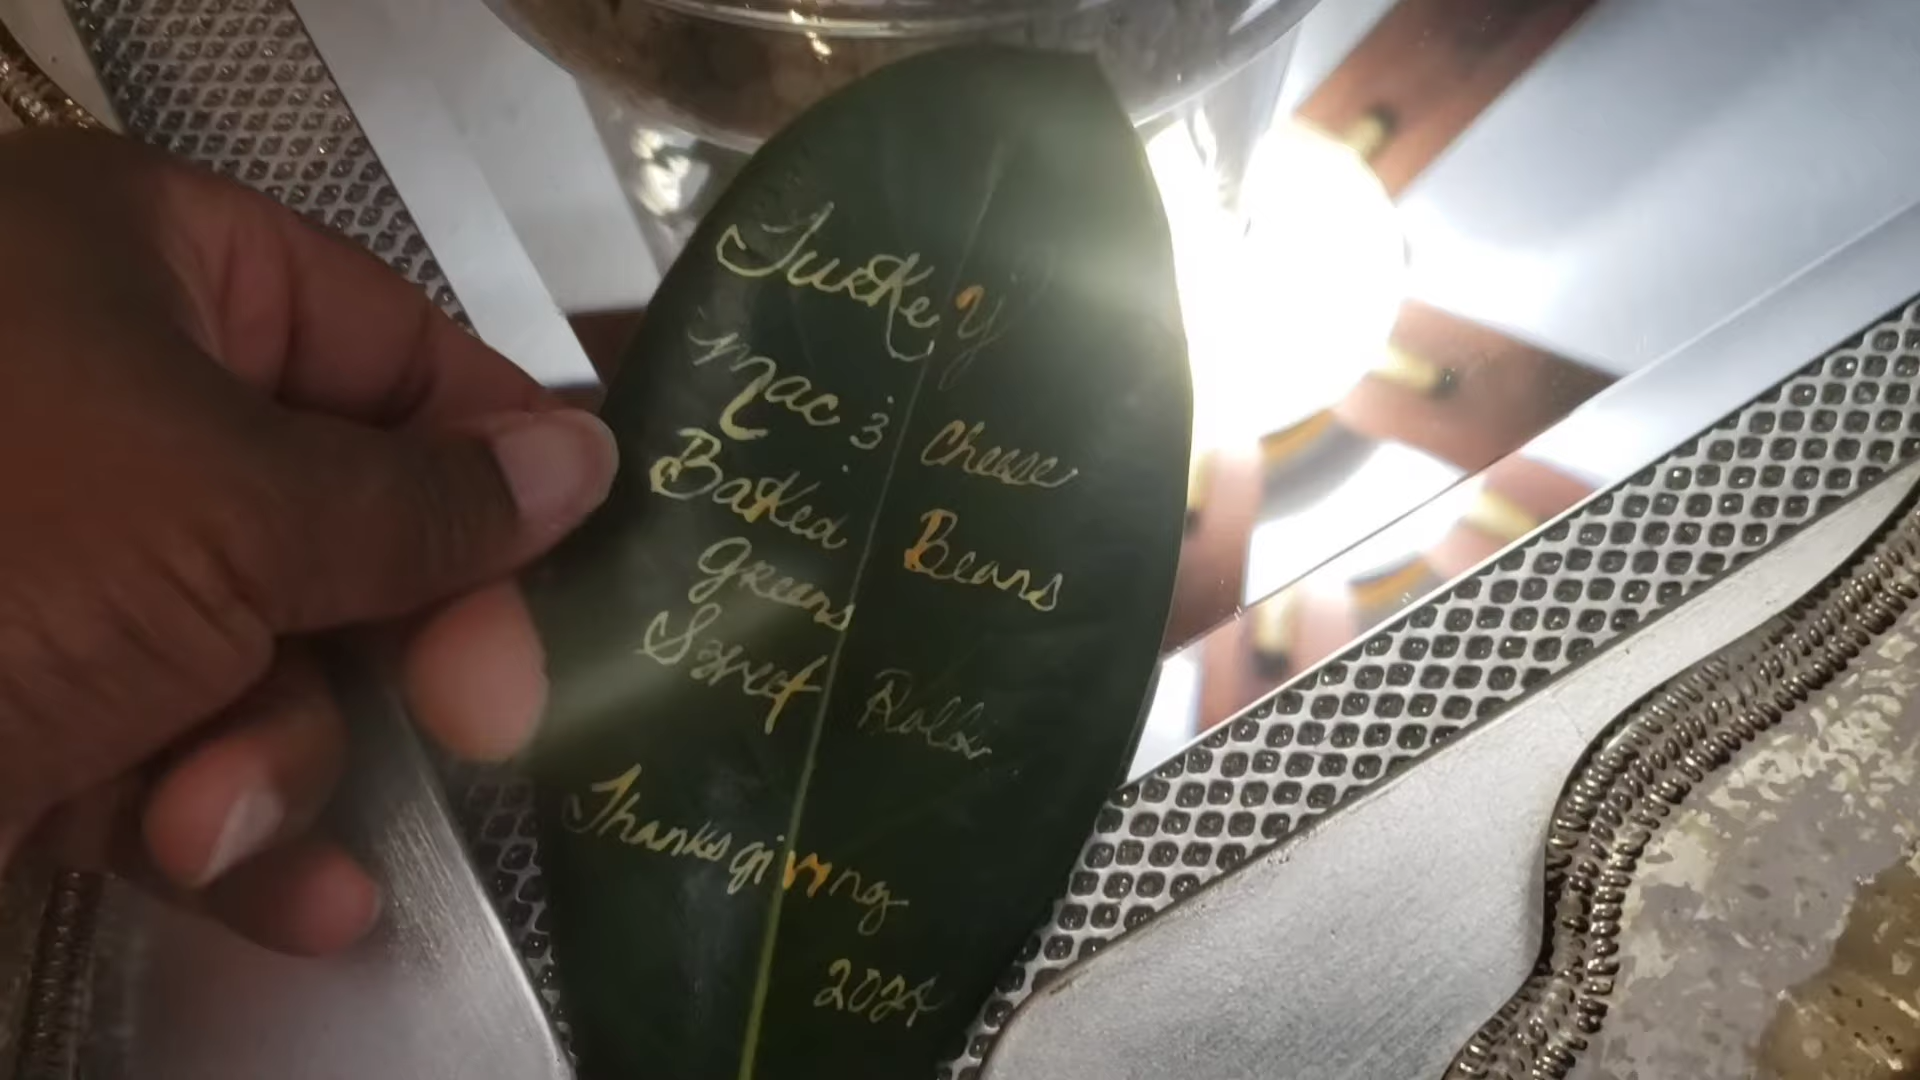 Turkey
Mac & Cheese
Baked Beans
Greens
Sweet Rolls
Thanksgiving
2024